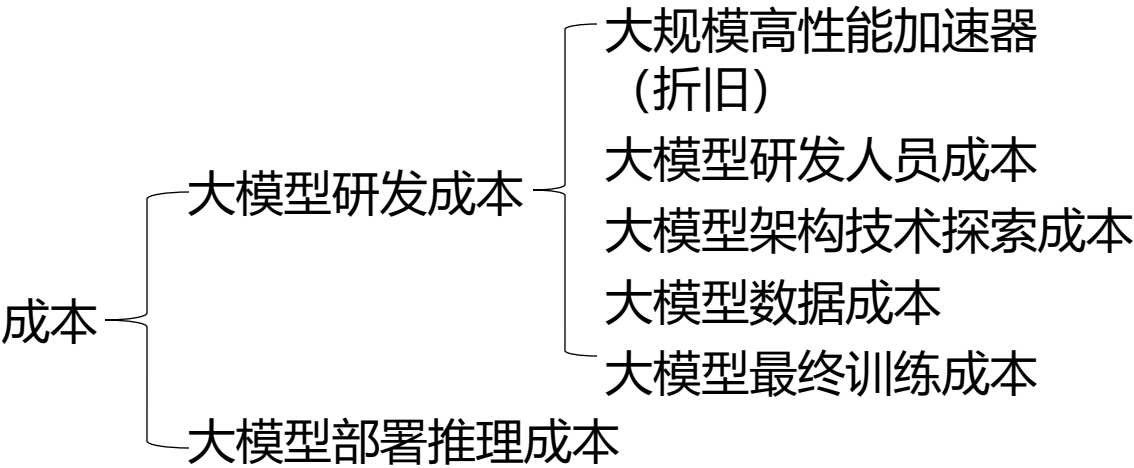 大规模高性能加速器
（折旧）
大模型研发人员成本
大模型研发成本
大模型架构技术探索成本
大模型数据成本
成本
大模型最终训练成本
大模型部署推理成本